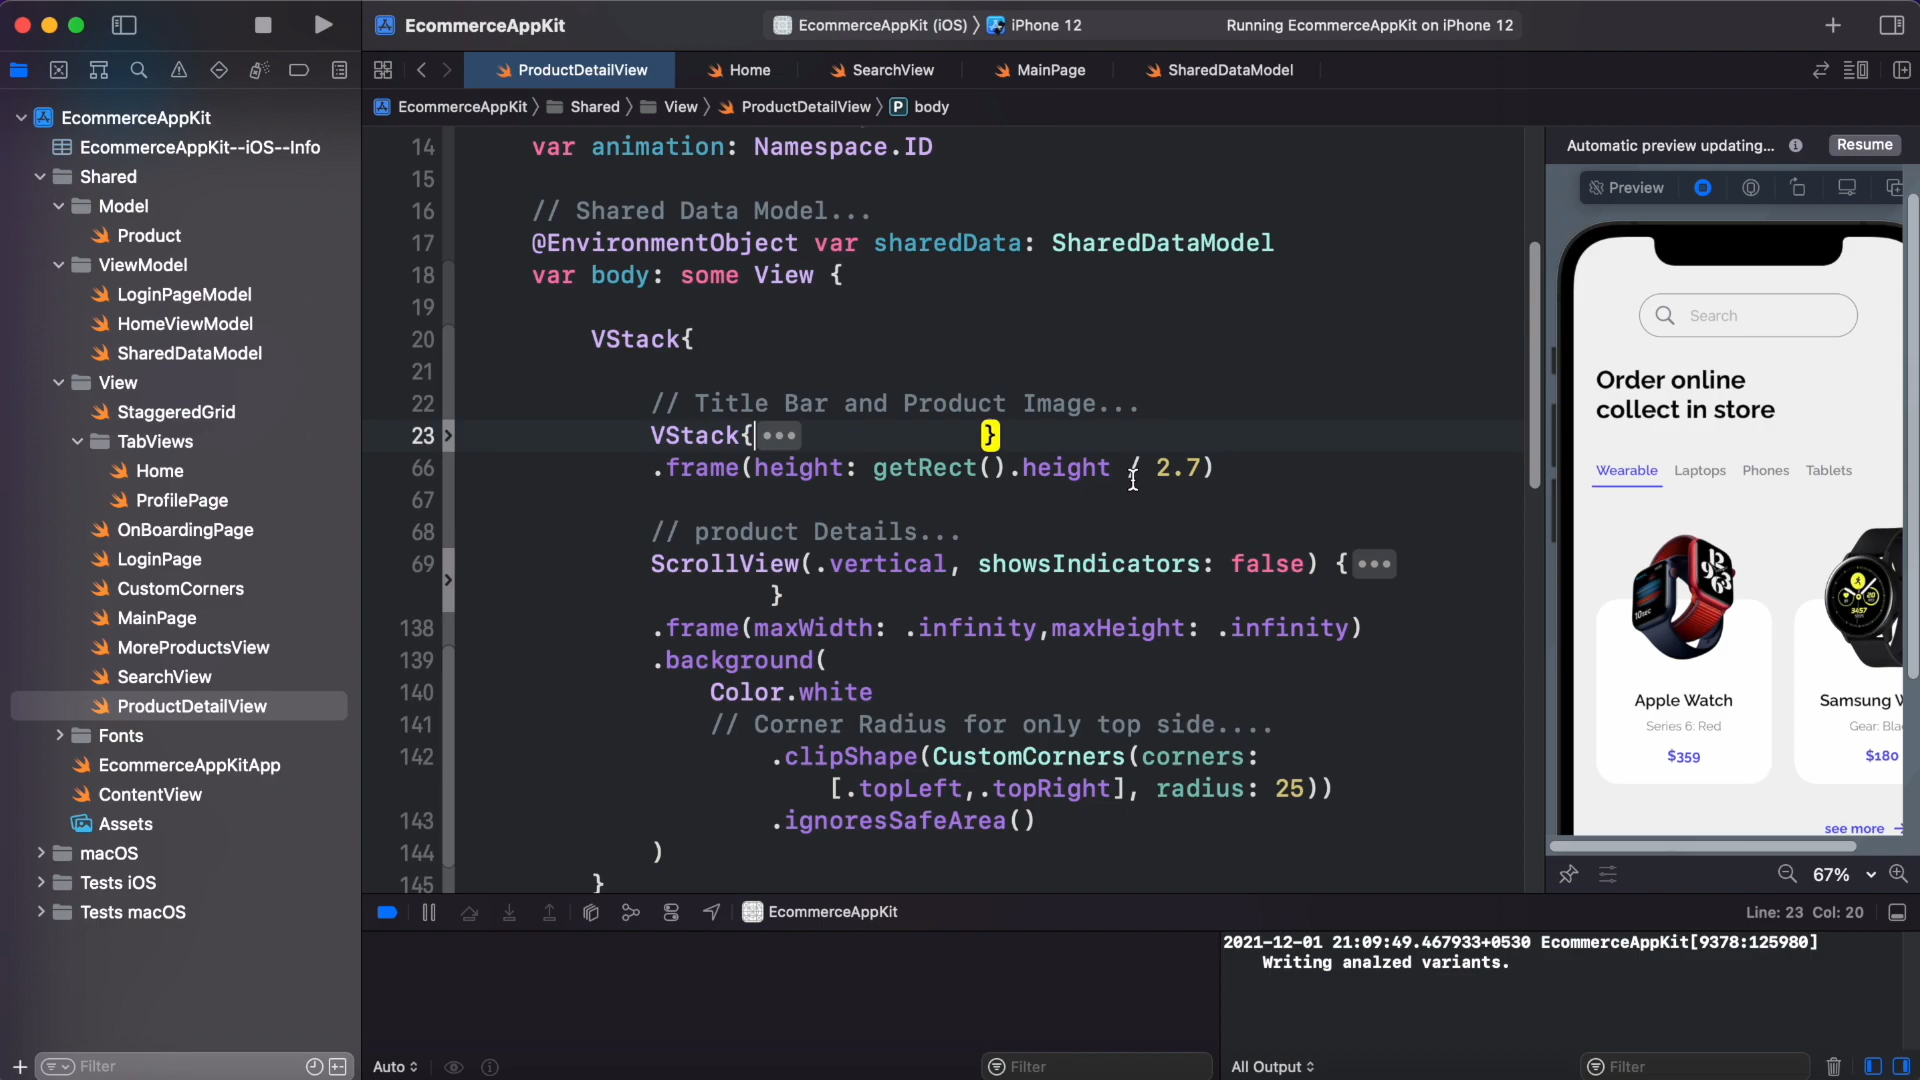 EcommerceAppKit
EcommerceAppKit (iOS) 〉 iPhone 12
Running EcommerceAppKit on iPhone 12
ProductDetailView
Home
SearchView
MainPage
SharedDataModel
EcommerceAppKit 〉 Shared 〉 View 〉 ProductDetailView 〉 P body
EcommerceAppKit
EcommerceAppKit--iOS--Info
Shared
Model
Product
ViewModel
LoginPageModel
HomeViewModel
SharedDataModel
View
StaggeredGrid
TabViews
Home
ProfilePage
OnBoardingPage
LoginPage
CustomCorners
MainPage
MoreProductsView
SearchView
ProductDetailView
Fonts
EcommerceAppKitApp
ContentView
Assets
macOS
Tests iOS
Tests macOS
Filter
14 var animation: Namespace.ID
15
16 // Shared Data Model...
17 @EnvironmentObject var sharedData: SharedDataModel
18 var body: some View {
19
20 VStack{
21
22 // Title Bar and Product Image...
23 VStack{••• }
66 .frame(height: getRect().height / 2.7)
67
68 // product Details...
69 ScrollView(.vertical, showsIndicators: false) {•••
}
138 .frame(maxWidth: .infinity,maxHeight: .infinity)
139 .background(
140 Color.white
141 // Corner Radius for only top side....
142 .clipShape(CustomCorners(corners:
[.topLeft,.topRight], radius: 25))
143 .ignoresSafeArea()
144 )
145 }
Automatic preview updating...
Resume
Preview
Search
Order online
collect in store
Wearable Laptops Phones Tablets
Apple Watch
Series 6: Red
$359
Samsung W
Gear: Bla
$180
see more →
67%
EcommerceAppKit
Line: 23 Col: 20
2021-12-01 21:09:49.467933+0530 EcommerceAppKit[9378:125980]
Writing analzed variants.
Auto
Filter
All Output
Filter